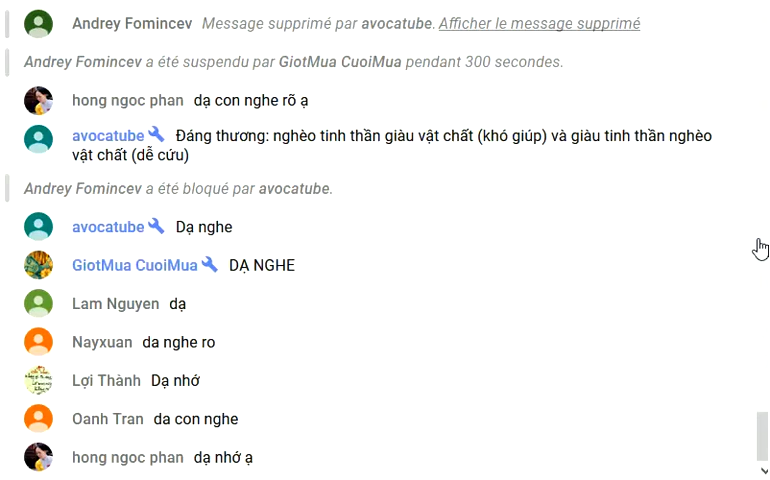 Andrey Fomincev Message supprimé par avocatube. Afficher le message supprimé
Andrey Fomincev a été suspendu par GiotMua CuoiMua pendant 300 secondes.
hong ngoc phan dạ con nghe rõ ạ
avocatube Đáng thương: nghèo tinh thần giàu vật chất (khó giúp) và giàu tinh thần nghèo
vật chất (dễ cứu)
Andrey Fomincev a été bloqué par avocatube.
avocatube Dạ nghe
GiotMua CuoiMua DẠ NGHE
Lam Nguyen dạ
Nayxuan da nghe ro
Lợi Thành Dạ nhớ
Oanh Tran da con nghe
hong ngoc phan dạ nhớ ạ